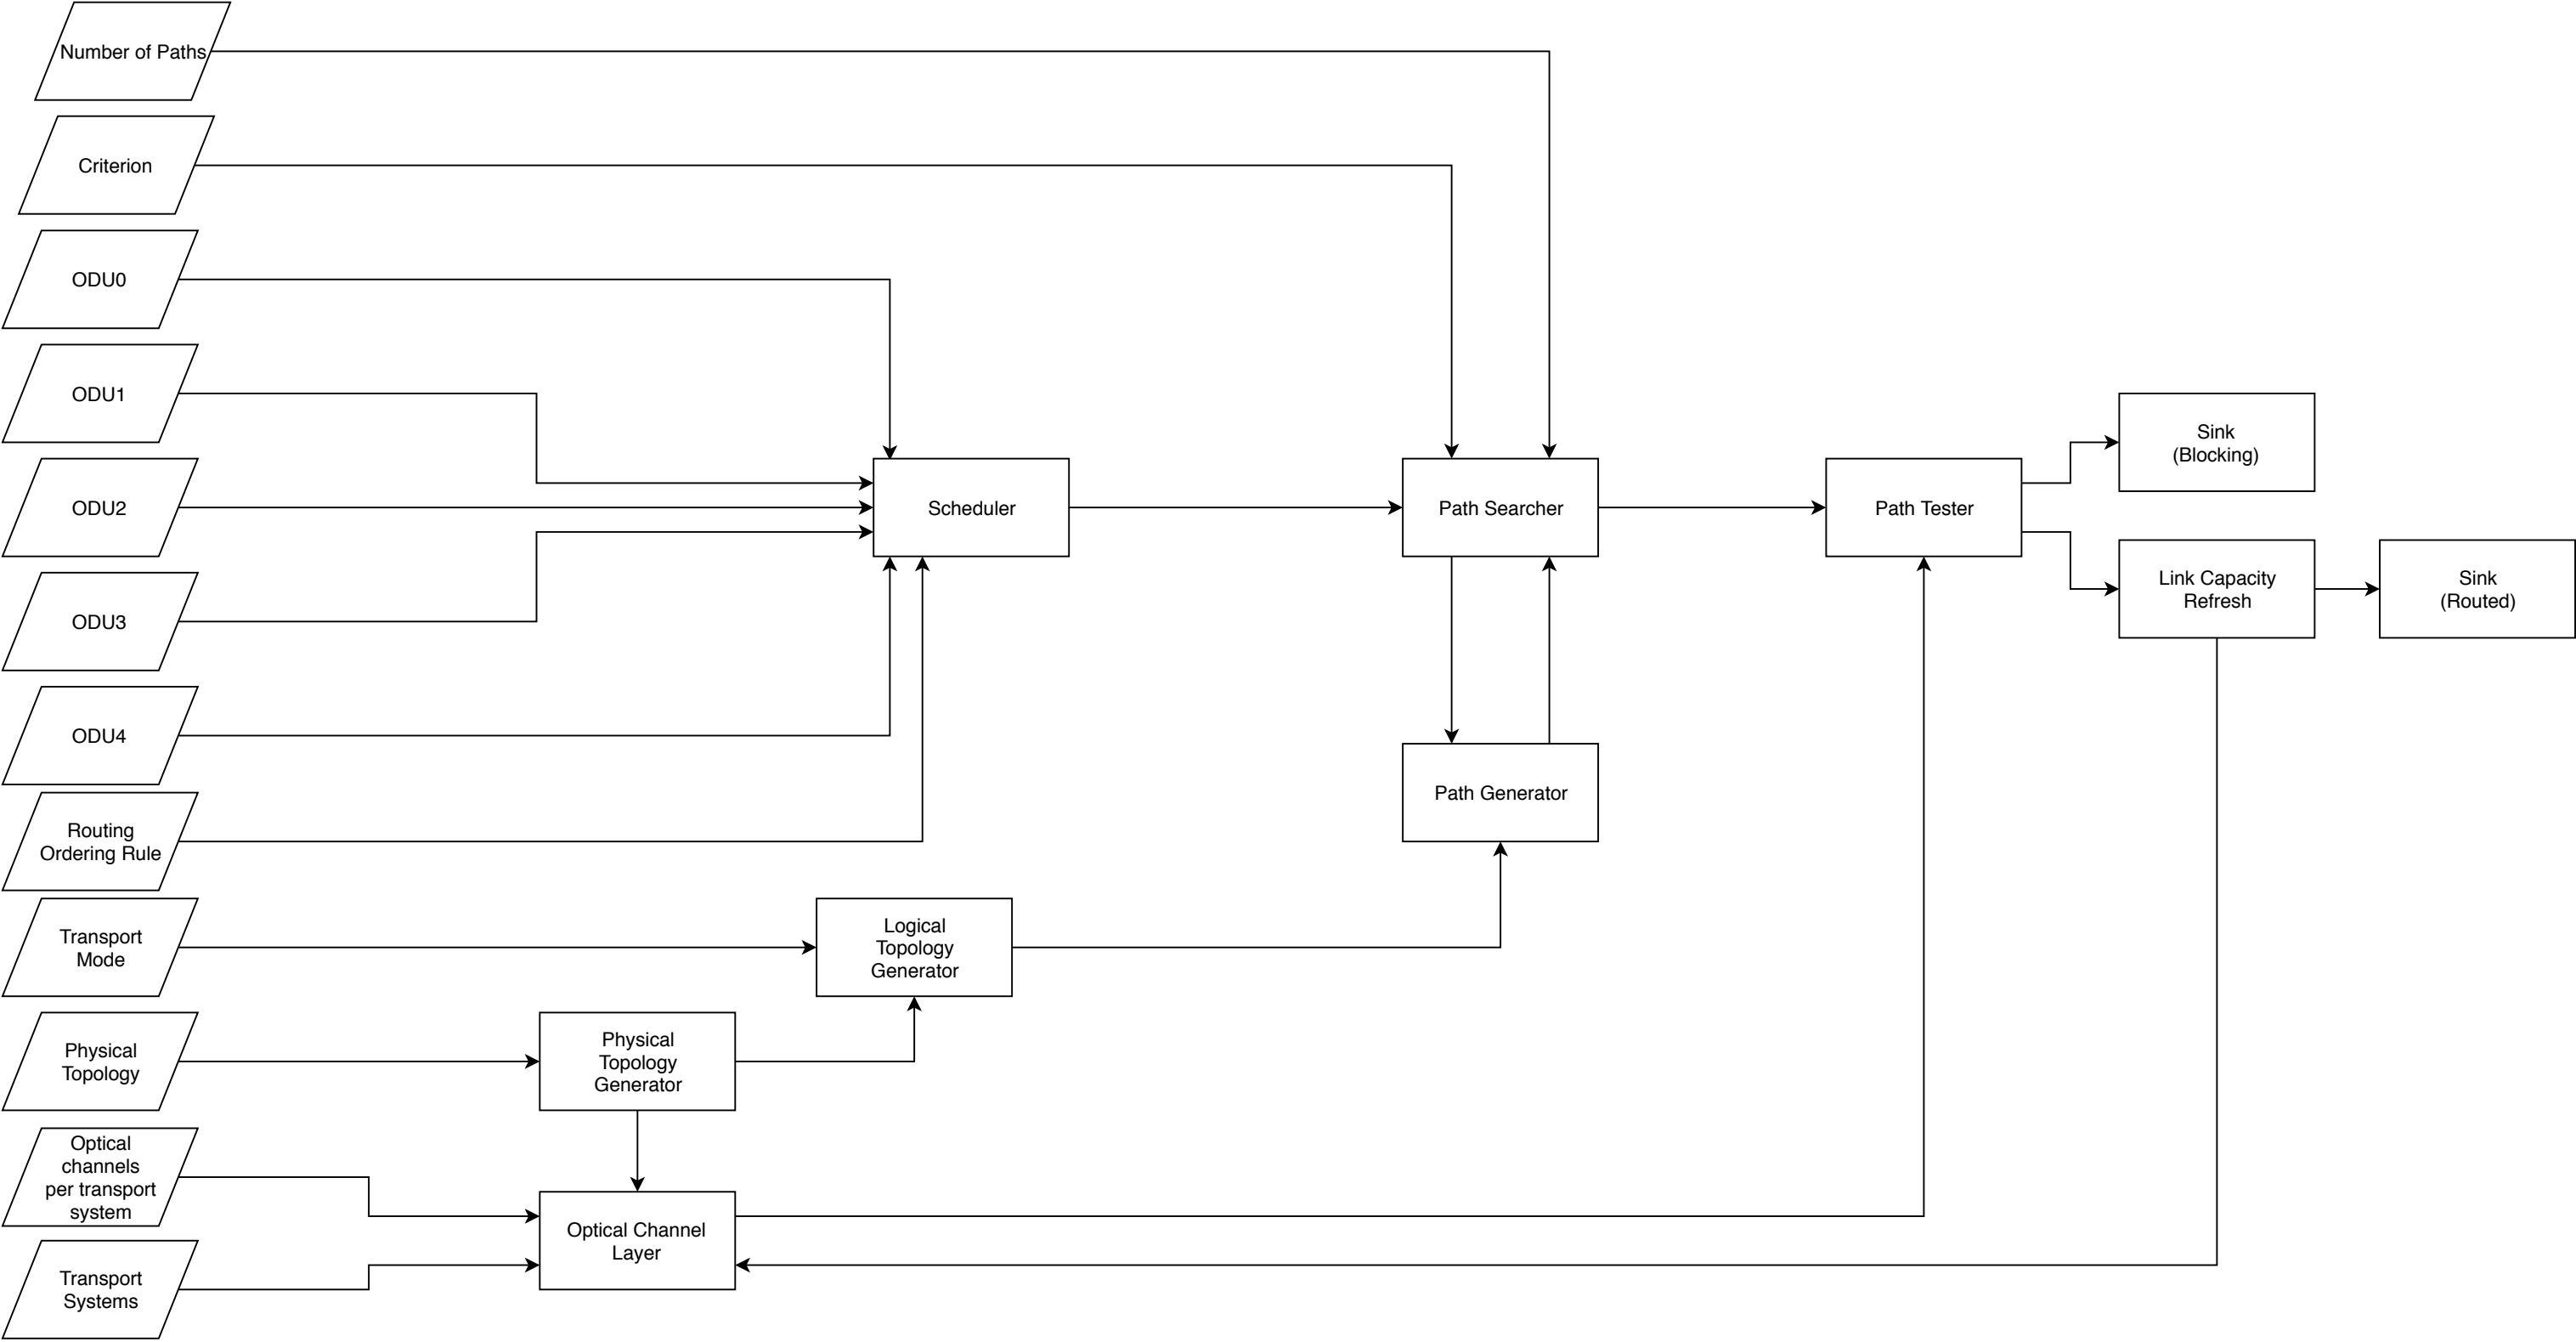 Number of Paths
Criterion
ODU0
ODU1
ODU2
ODU3
ODU4
Routing
Ordering Rule
Transport
Mode
Physical
Topology
Optical
channels
per transport
system
Transport
Systems
Scheduler
Logical
Topology
Generator
Physical
Topology
Generator
Optical Channel
Layer
Path Searcher
Path Generator
Path Tester
Sink
(Blocking)
Link Capacity
Refresh
Sink
(Routed)